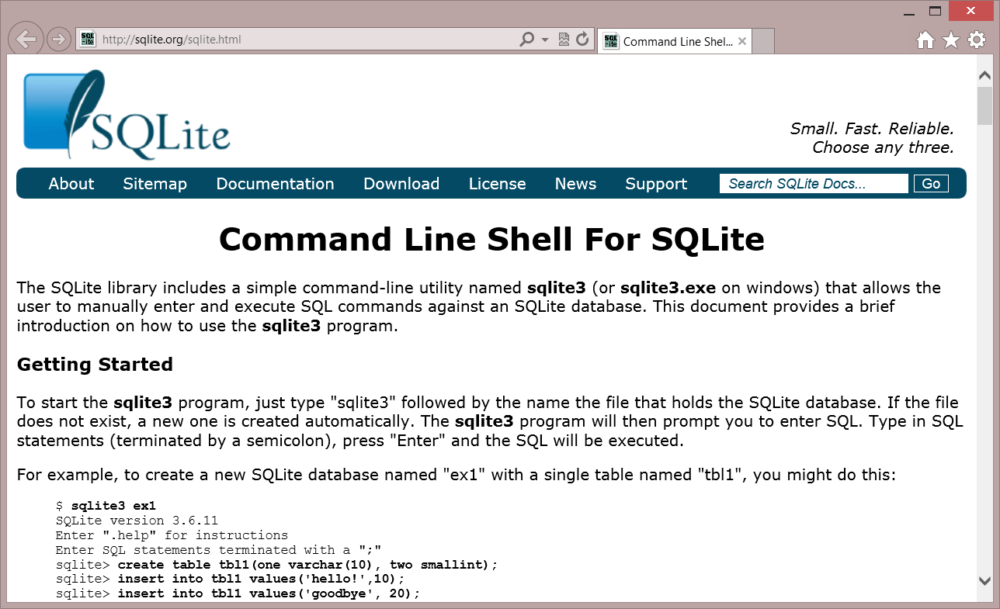 http://sqlite.org/sqlite.html
Command Line Shel...
SQLite
Small. Fast. Reliable.
Choose any three.
About Sitemap Documentation Download License News Support Search SQLite Docs... Go
Command Line Shell For SQLite
The SQLite library includes a simple command-line utility named sqlite3 (or sqlite3.exe on windows) that allows the
user to manually enter and execute SQL commands against an SQLite database. This document provides a brief
introduction on how to use the sqlite3 program.
Getting Started
To start the sqlite3 program, just type "sqlite3" followed by the name the file that holds the SQLite database. If the file
does not exist, a new one is created automatically. The sqlite3 program will then prompt you to enter SQL. Type in SQL
statements (terminated by a semicolon), press "Enter" and the SQL will be executed.
For example, to create a new SQLite database named "ex1" with a single table named "tbl1", you might do this:
$ sqlite3 ex1
SQLite version 3.6.11
Enter ".help" for instructions
Enter SQL statements terminated with a ";"
sqlite> create table tbl1(one varchar(10), two smallint);
sqlite> insert into tbl1 values('hello!',10);
sqlite> insert into tbl1 values('goodbye', 20);